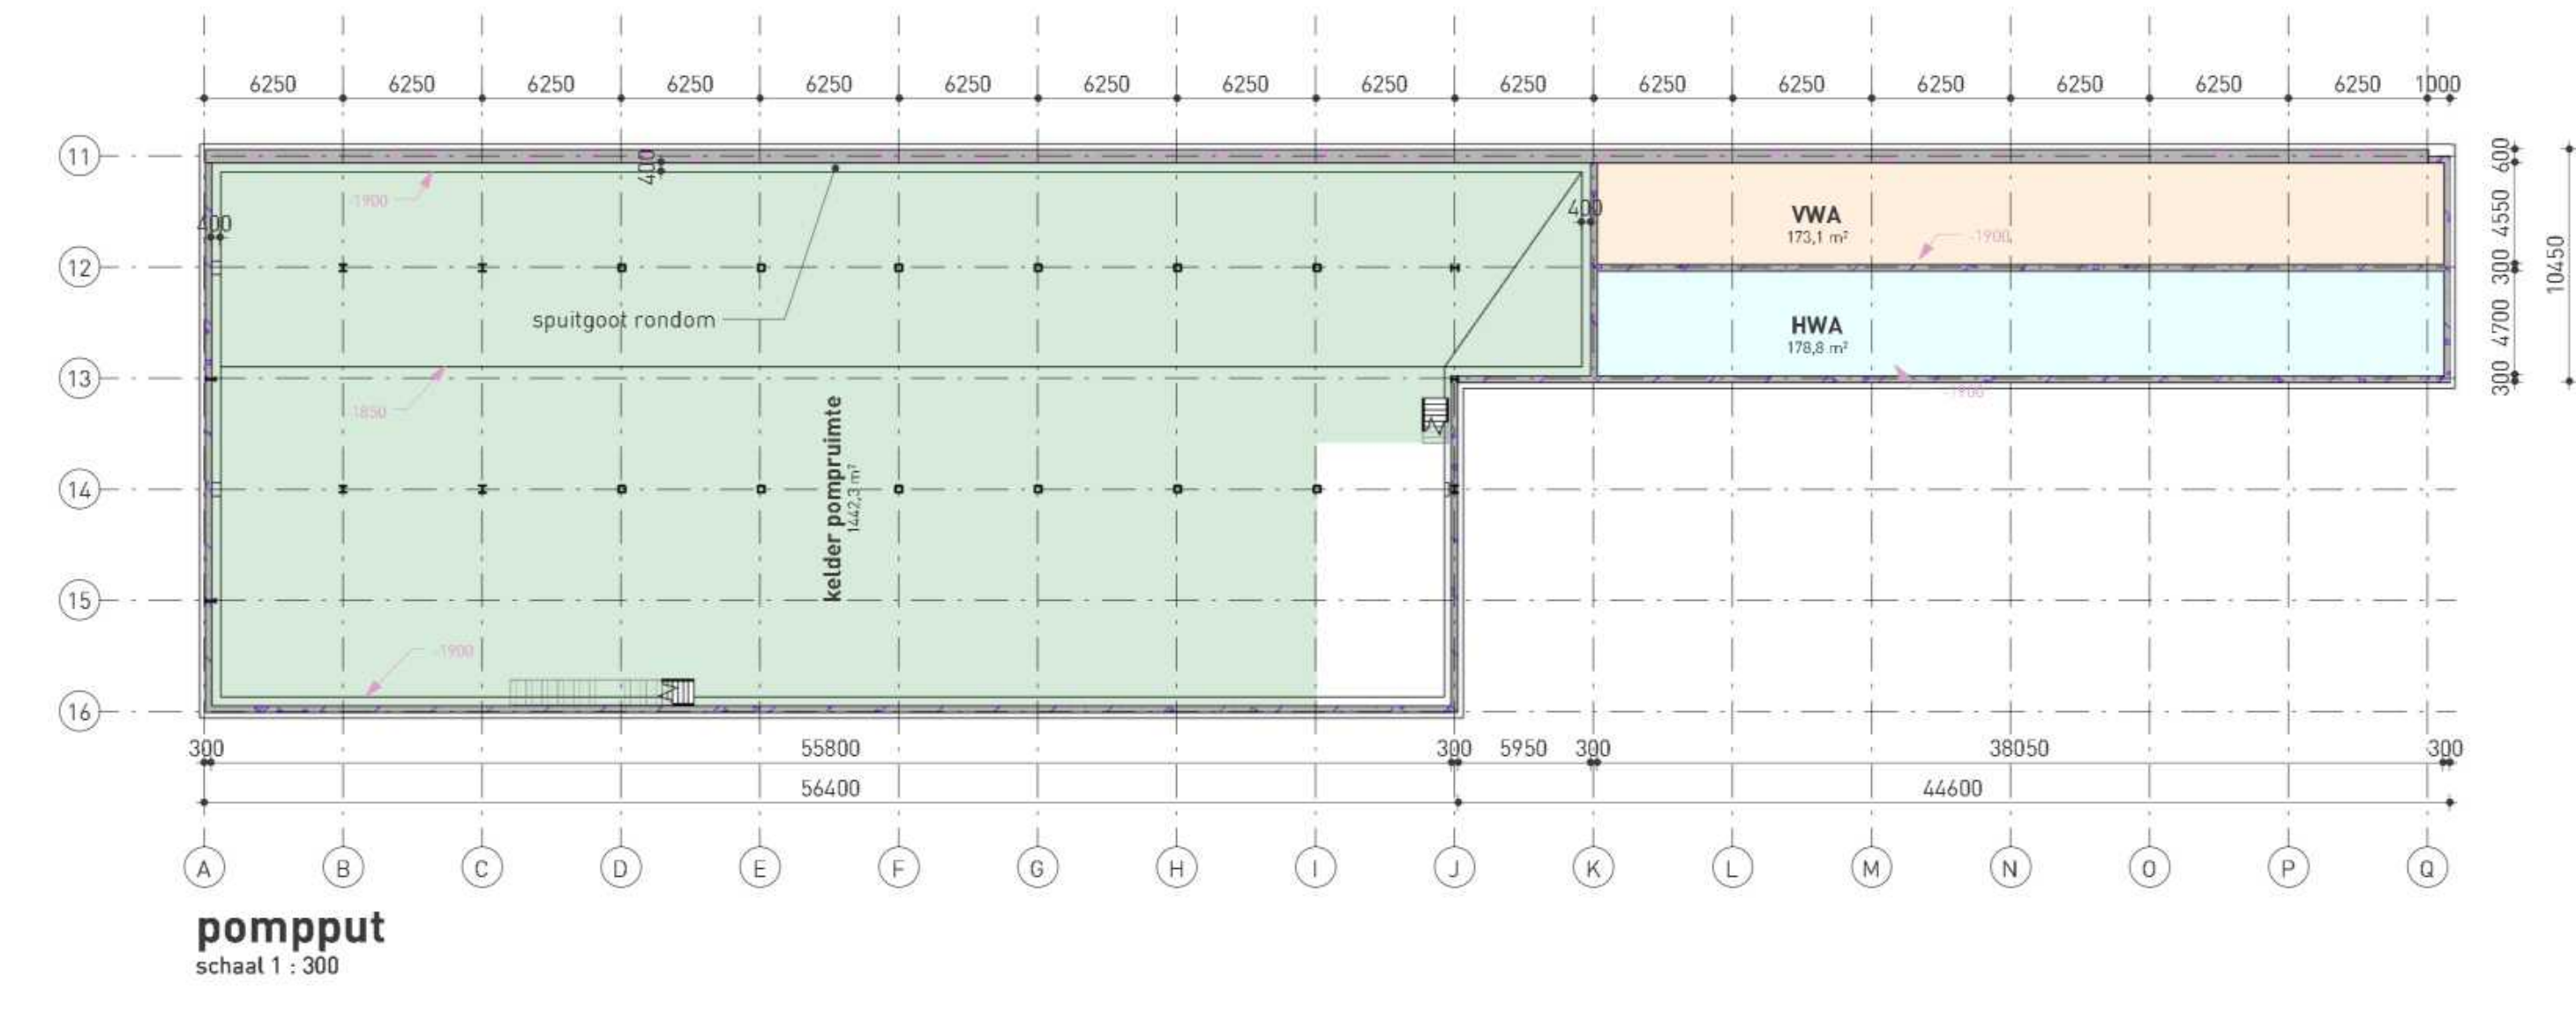 6250 6250 6250 6250 6250 6250 6250 6250 6250 6250 6250 6250 6250 6250 6250 6250 1000
11
400
-1900
400
400
VWA
173,1 m²
-1900
600
4550
300
4700
300
10450
12
spuitgoot rondom
HWA
178,8 m²
13
-1850
-1900
kelder pompruimte
1442,3 m²
14
15
-1900
16
300 55800 300 5950 300 38050 300
56400 44600
A B C D E F G H I J K L M N O P Q
pompput
schaal 1 : 300